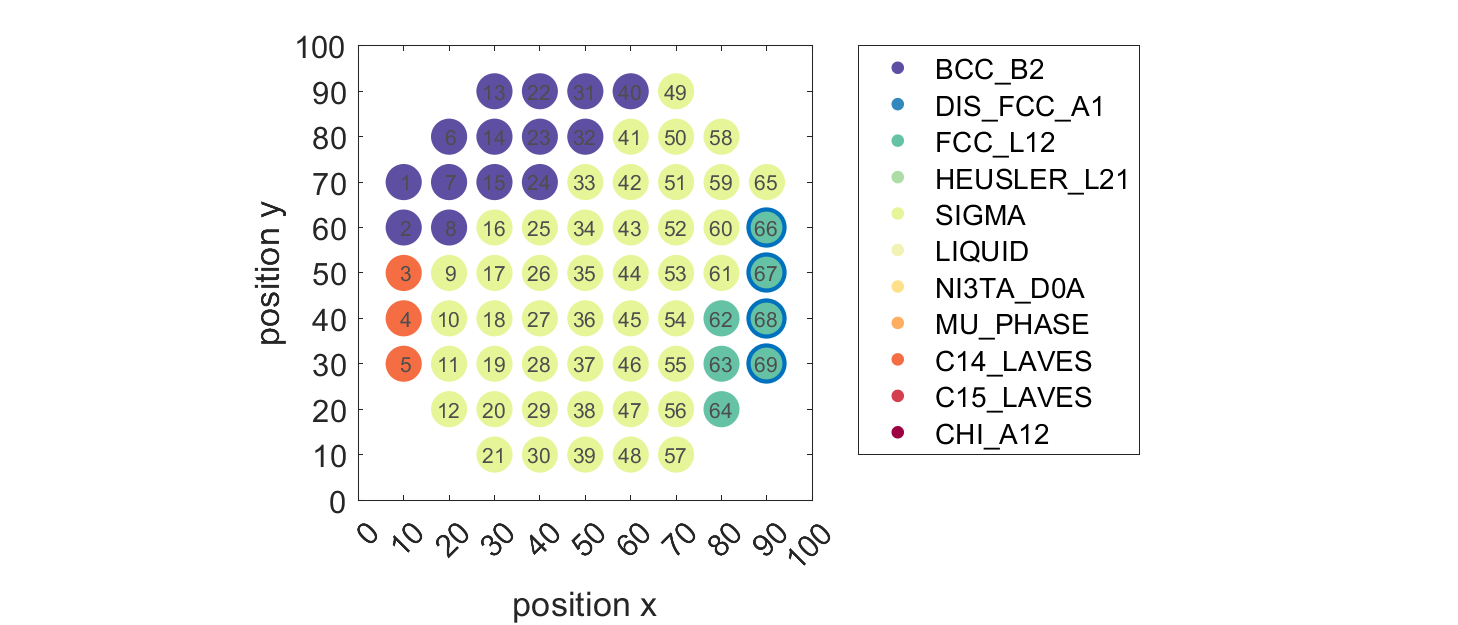 100
90
80
70
60
50
40
30
20
10
0
position y
13 22 31 40 49
6 14 23 32 41 50 58
1 7 15 24 33 42 51 59 65
2 8 16 25 34 43 52 60 66
3 9 17 26 35 44 53 61 67
4 10 18 27 36 45 54 62 68
5 11 19 28 37 46 55 63 69
12 20 29 38 47 56 64
21 30 39 48 57
0 10 20 30 40 50 60 70 80 90 100
position x
BCC_B2
DIS_FCC_A1
FCC_L12
HEUSLER_L21
SIGMA
LIQUID
NI3TA_D0A
MU_PHASE
C14_LAVES
C15_LAVES
CHI_A12